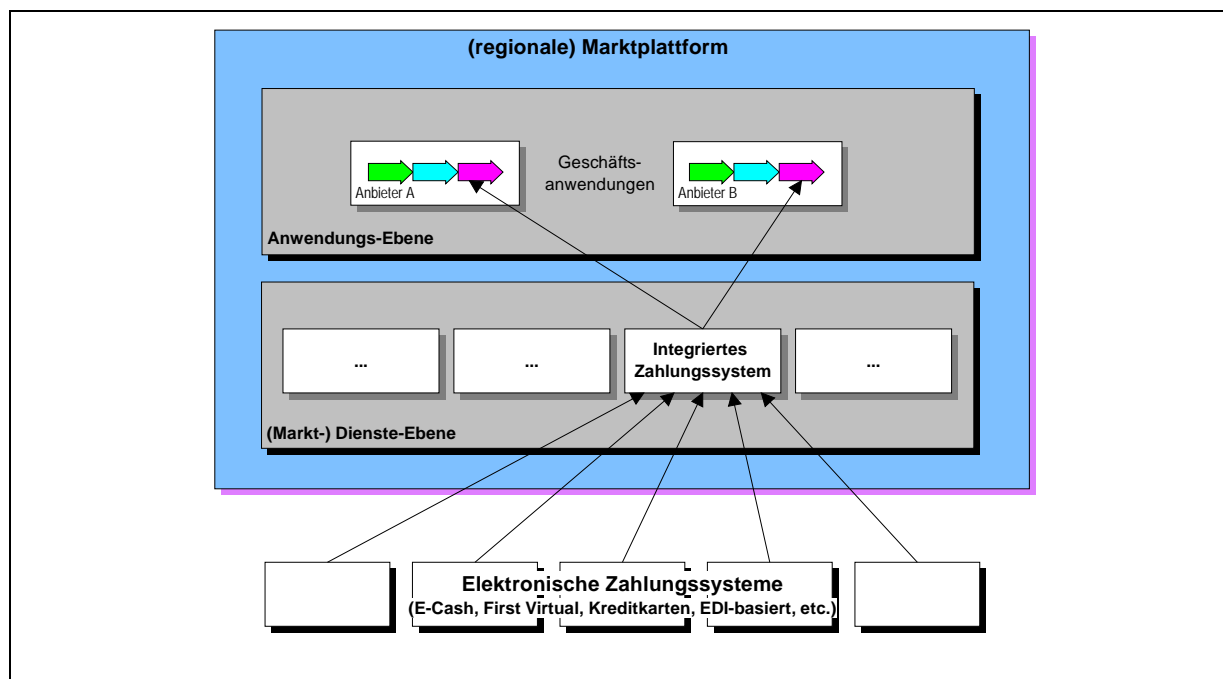 (regionale) Marktplattform
Geschäfts-
anwendungen
Anbieter A
Anbieter B
Anwendungs-Ebene
...
...
Integriertes
Zahlungssystem
...
(Markt-) Dienste-Ebene
Elektronische Zahlungssysteme
(E-Cash, First Virtual, Kreditkarten, EDI-basiert, etc.)